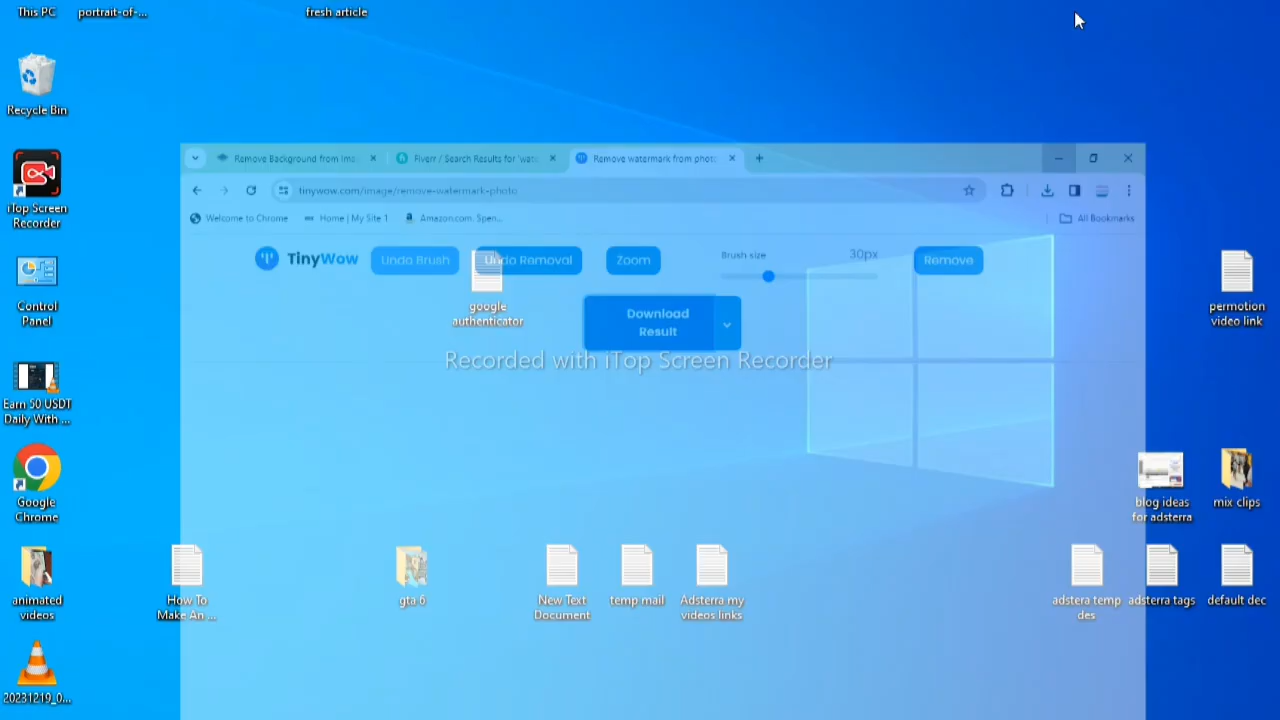 This PC
portrait-of-...
fresh article
Recycle Bin
Remove Background from Ima
Fiverr / Search Results for 'wate
Remove watermark from photo
tinywow.com/image/remove-watermark-photo
iTop Screen
Recorder
Welcome to Chrome
Home | My Site 1
Amazon.com. Spen...
All Bookmarks
TinyWow
Undo Brush
Undo Removal
Zoom
Brush size
30px
Remove
google
authenticator
Download
Result
Control
Panel
permotion
video link
Recorded with iTop Screen Recorder
Earn 50 USDT
Daily With ...
Google
Chrome
blog ideas
for adsterra
mix clips
animated
videos
How To
Make An ...
gta 6
New Text
Document
temp mail
Adsterra my
videos links
adstera temp
des
adsterra tags
default dec
20231219_0...